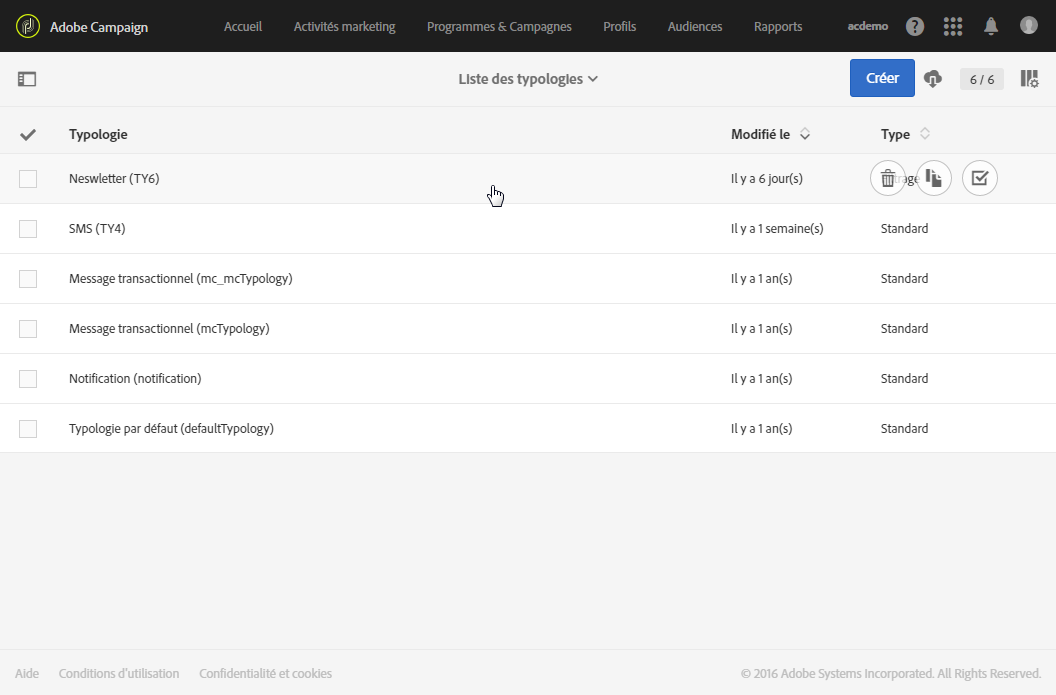 Adobe Campaign Accueil Activités marketing Programmes & Campagnes Profils Audiences Rapports acdemo ?
Liste des typologies Créer 6 / 6
Typologie Modifié le Type
Neswletter (TY6) Il y a 6 jour(s)
SMS (TY4) Il y a 1 semaine(s) Standard
Message transactionnel (mc_mcTypology) Il y a 1 an(s) Standard
Message transactionnel (mcTypology) Il y a 1 an(s) Standard
Notification (notification) Il y a 1 an(s) Standard
Typologie par défaut (defaultTypology) Il y a 1 an(s) Standard
Aide Conditions d'utilisation Confidentialité et cookies © 2016 Adobe Systems Incorporated. All Rights Reserved.